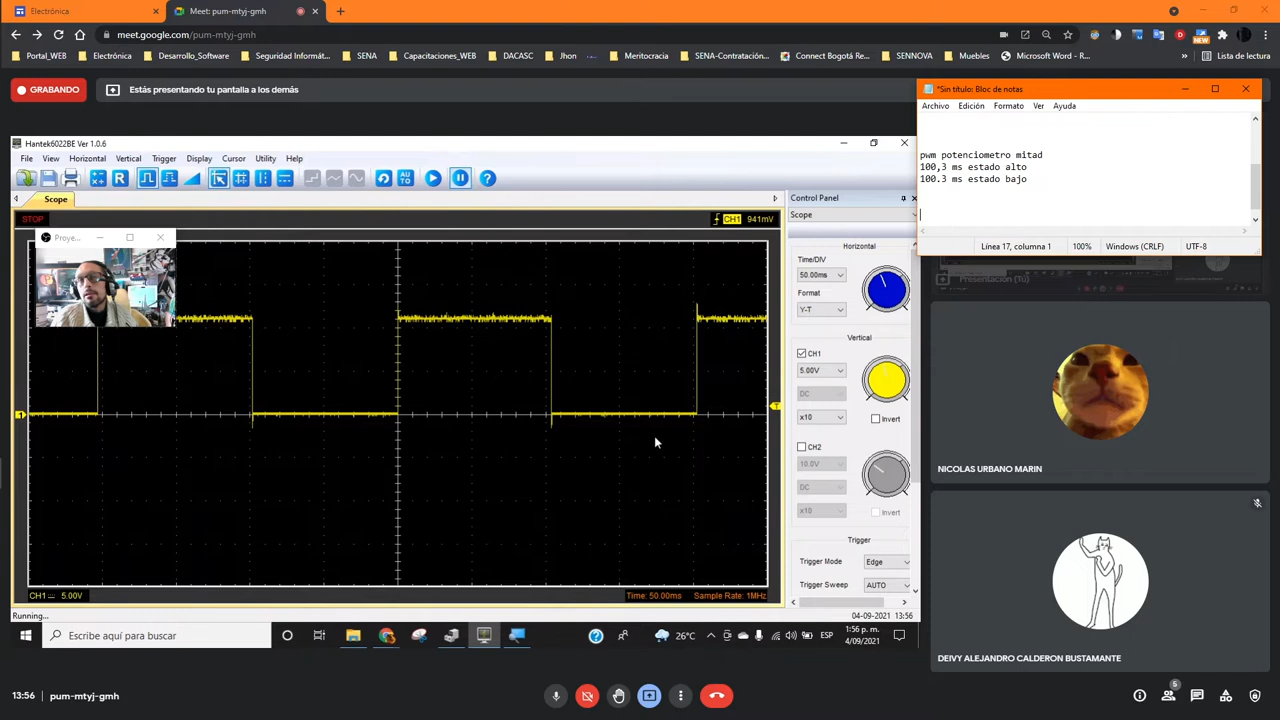 Electrónica
Meet: pum-mtyj-gmh
meet.google.com/pum-mtyj-gmh
NEW
Portal_WEB
Electrónica
Desarrollo_Software
Seguridad Informát...
SENA
Capacitaciones_WEB
DACASC
Jhon
Meritocracia
SENA-Contratación...
Connect Bogotá Re...
SENNOVA
Muebles
Microsoft Word - R...
»
Lista de lectura
GRABANDO
Estás presentando tu pantalla a los demás
*Sin título: Bloc de notas
Archivo Edición Formato Ver Ayuda
pwm potenciometro mitad
100,3 ms estado alto
100.3 ms estado bajo
Línea 17, columna 1 100% Windows (CRLF) UTF-8
Presentación (Tú)
Hantek6022BE Ver 1.0.6
File View Horizontal Vertical Trigger Display Cursor Utility Help
R
AUTO
Scope
STOP
CH1 941mV
Proye...
1
T
CH1 5.00V
Time: 50.00ms Sample Rate: 1MHz
Control Panel
Scope
Horizontal
Time/DIV
50.00ms
Format
Y-T
Vertical
CH1
5.00V
DC
x10
Invert
CH2
10.0V
DC
x10
Invert
Trigger
Trigger Mode Edge
Trigger Sweep AUTO
Running...
04-09-2021 13:56
Escribe aquí para buscar
26°C
ESP
1:56 p. m.
4/09/2021
NICOLAS URBANO MARIN
DEIVY ALEJANDRO CALDERON BUSTAMANTE
13:56 pum-mtyj-gmh
5